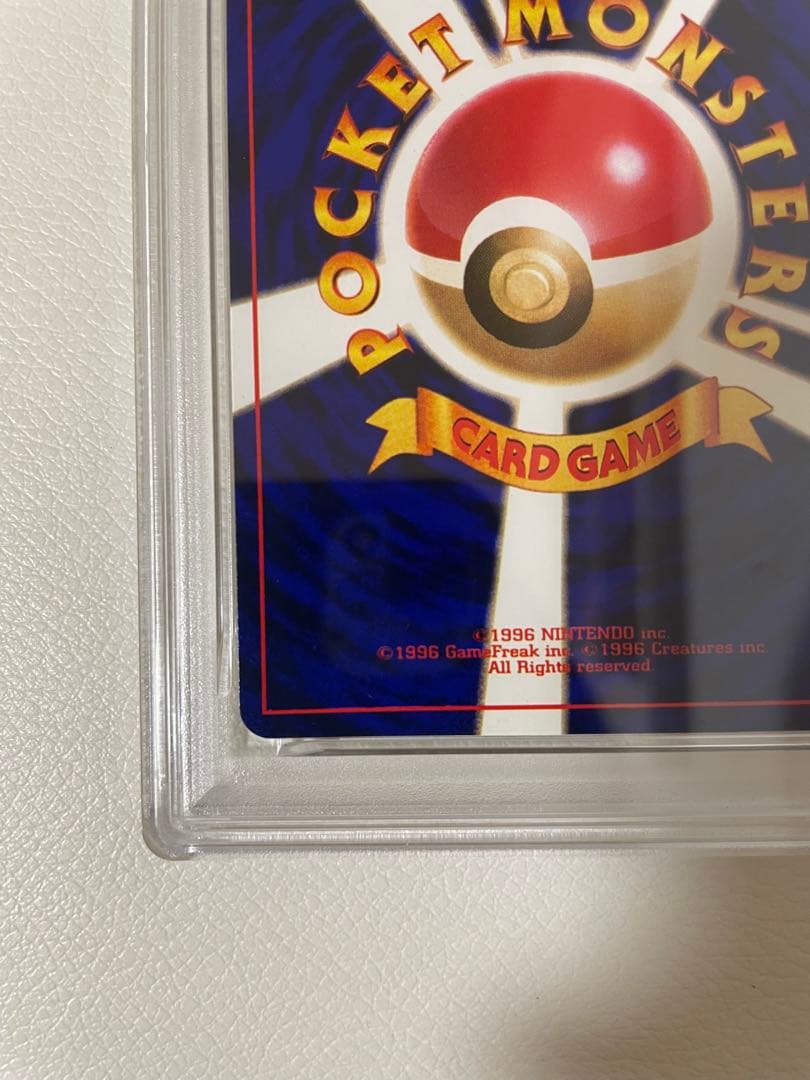 POCKET MONSTERS
CARD GAME
©1996 NINTENDO inc.
©1996 GameFreak inc. ©1996 Creatures inc.
All Rights reserved.